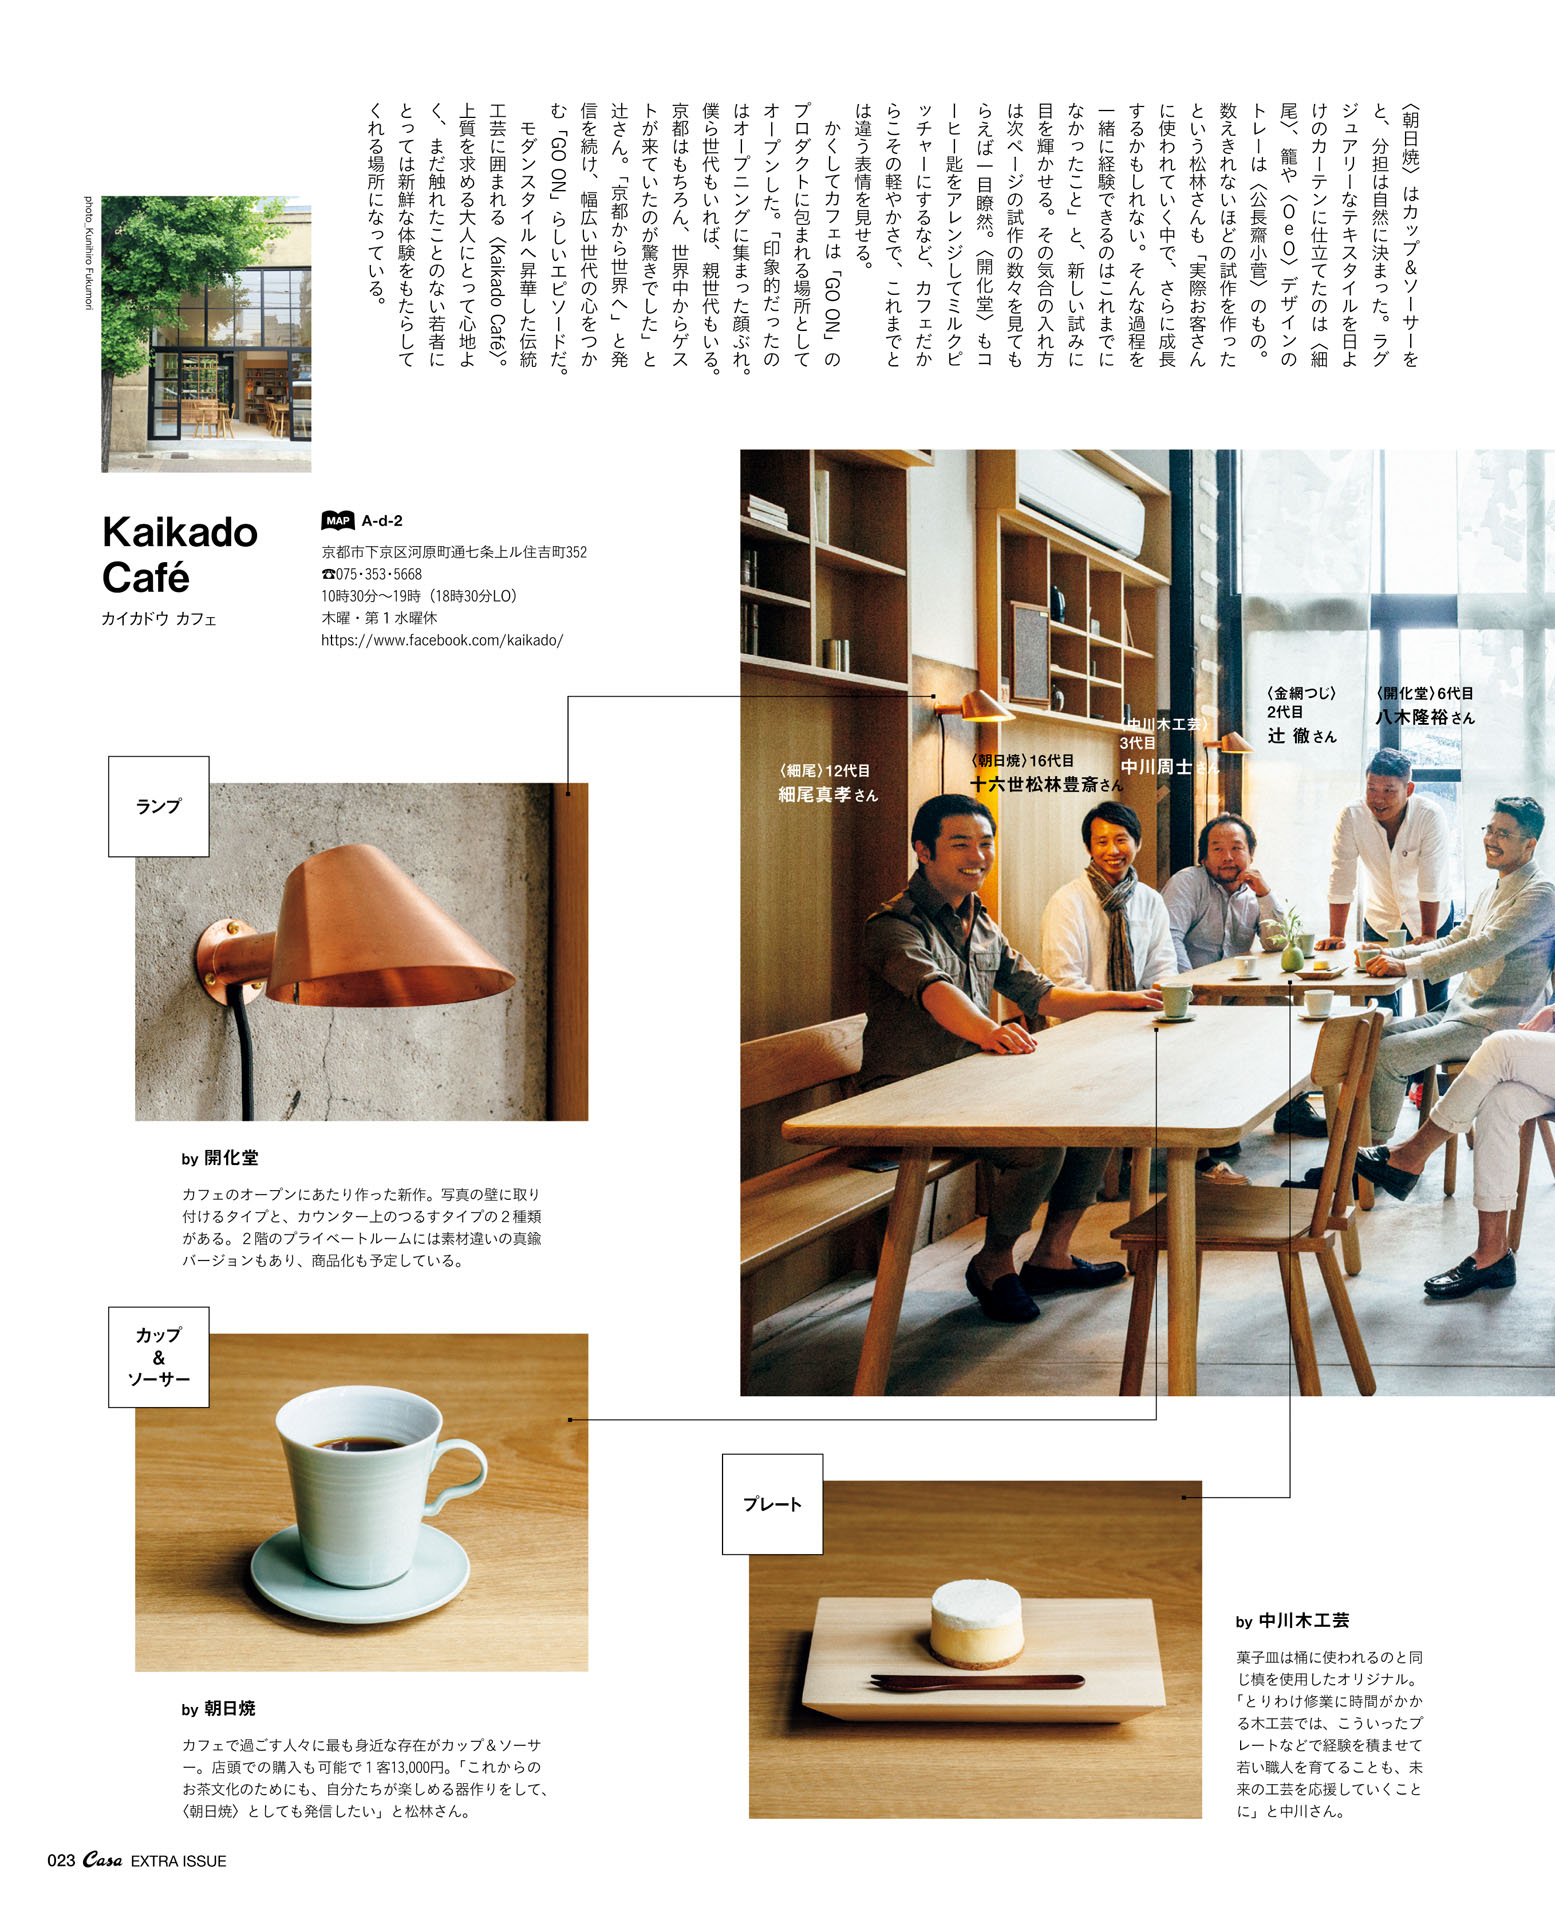 〈朝日焼〉はカップ＆ソーサーを
と、分担は自然に決まった。ラグ
ジュアリーなテキスタイルを日よ
けのカーテンに仕立てたのは〈細
尾〉、籠や〈OeO〉デザインの
トレーは〈公長齋小菅〉のもの。
数えきれないほどの試作を作った
という松林さんも「実際お客さん
に使われていく中で、さらに成長
するかもしれない。そんな過程を
一緒に経験できるのはこれまでに
なかったこと」と、新しい試みに
目を輝かせる。その気合の入れ方
は次ページの試作の数々を見ても
らえば一目瞭然。〈開化堂〉もコ
ーヒー匙をアレンジしてミルクピ
ッチャーにするなど、カフェだか
らこその軽やかさで、これまでと
は違う表情を見せる。
　かくしてカフェは「GO ON」の
プロダクトに包まれる場所として
オープンした。「印象的だったの
はオープニングに集まった顔ぶれ。
僕ら世代もいれば、親世代もいる。
京都はもちろん、世界中からゲス
トが来ていたのが驚きでした」と
辻さん。「京都から世界へ」と発
信を続け、幅広い世代の心をつか
む「GO ON」らしいエピソードだ。
　モダンスタイルへ昇華した伝統
工芸に囲まれる〈Kaikado Café〉。
上質を求める大人にとって心地よ
く、まだ触れたことのない若者に
とっては新鮮な体験をもたらして
くれる場所になっている。
photo_Kunihiro Fukumori
Kaikado
Café
カイカドウ カフェ
MAP A-d-2
京都市下京区河原町通七条上ル住吉町352
☎075・353・5668
10時30分〜19時（18時30分LO）
木曜・第1水曜休
https://www.facebook.com/kaikado/
〈細尾〉12代目
細尾真孝さん
〈朝日焼〉16代目
十六世松林豊斎さん
〈中川木工芸〉
3代目
中川周士さん
〈金網つじ〉
2代目
辻 徹さん
〈開化堂〉6代目
八木隆裕さん
ランプ
by 開化堂
カフェのオープンにあたり作った新作。写真の壁に取り
付けるタイプと、カウンター上のつるすタイプの2種類
がある。2階のプライベートルームには素材違いの真鍮
バージョンもあり、商品化も予定している。
カップ
&
ソーサー
by 朝日焼
カフェで過ごす人々に最も身近な存在がカップ＆ソーサ
ー。店頭での購入も可能で1客13,000円。「これからの
お茶文化のためにも、自分たちが楽しめる器作りをして、
〈朝日焼〉としても発信したい」と松林さん。
プレート
by 中川木工芸
菓子皿は桶に使われるのと同
じ槙を使用したオリジナル。
「とりわけ修業に時間がかか
る木工芸では、こういったプ
レートなどで経験を積ませて
若い職人を育てることも、未
来の工芸を応援していくこと
に」と中川さん。
023 Casa EXTRA ISSUE